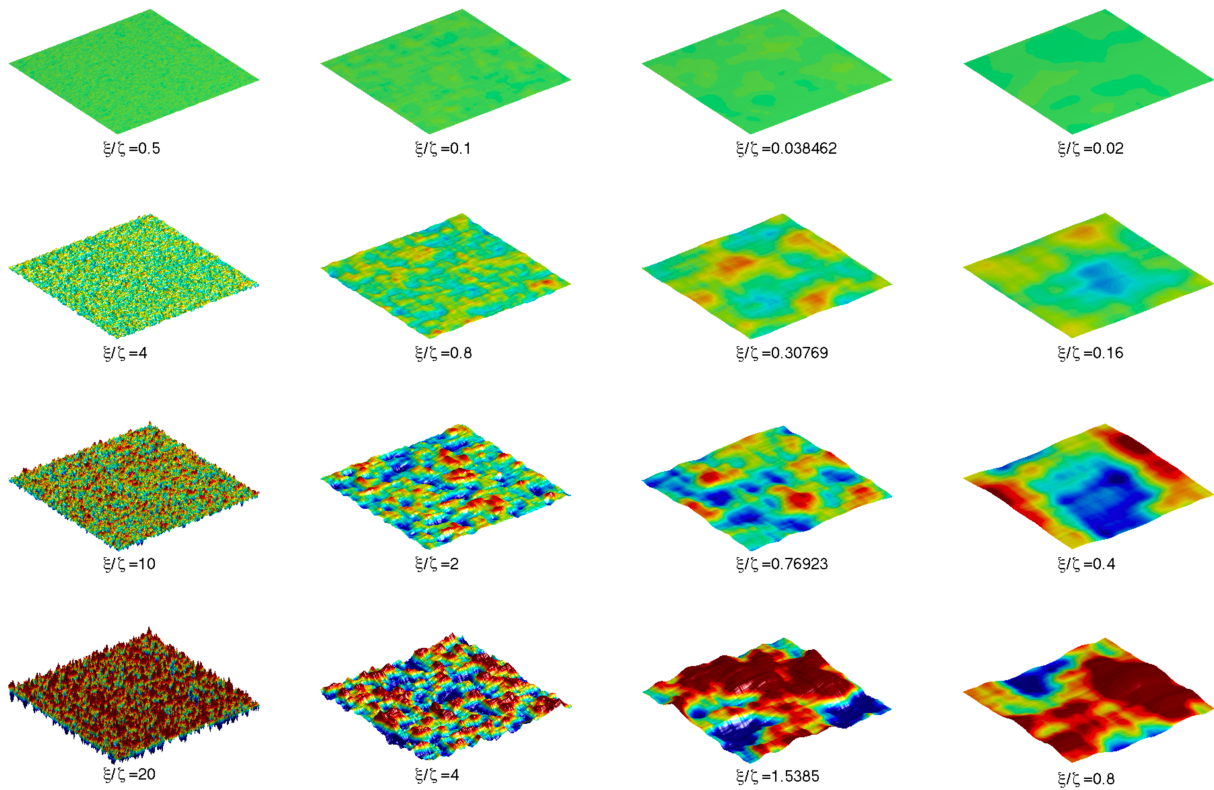 ξ/ζ =0.5
ξ/ζ =0.1
ξ/ζ =0.038462
ξ/ζ =0.02
ξ/ζ =4
ξ/ζ =0.8
ξ/ζ =0.30769
ξ/ζ =0.16
ξ/ζ =10
ξ/ζ =2
ξ/ζ =0.76923
ξ/ζ =0.4
ξ/ζ =20
ξ/ζ =4
ξ/ζ =1.5385
ξ/ζ =0.8